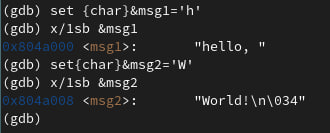 (gdb) set {char}&msg1='h'
(gdb) x/1sb &msg1
0x804a000 <msg1>:        "hello, "
(gdb) set{char}&msg2='W'
(gdb) x/1sb &msg2
0x804a008 <msg2>:        "World!\n\034"
(gdb)